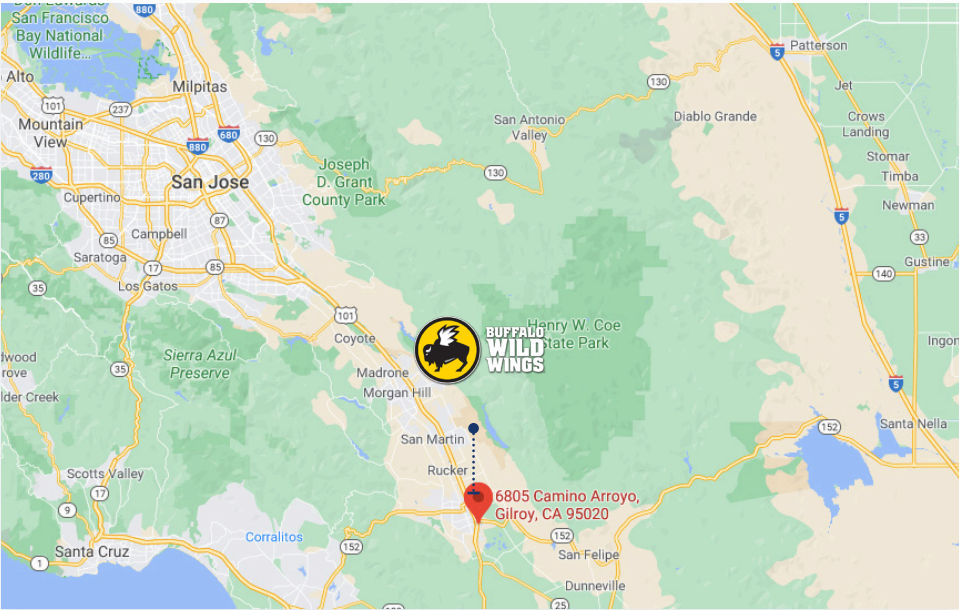 Don Edwards
San Francisco
Bay National
Wildlife...
880
5
Patterson
Alto
Milpitas
130
Jet
101
237
Mountain
View
San Antonio
Valley
Diablo Grande
Crows
Landing
680
880
130
Stomar
Timba
280
San Jose
Joseph
D. Grant
County Park
130
Cupertino
Newman
5
87
Campbell
33
85
Saratoga
17
85
Gustine
140
35
Los Gatos
101
Henry W. Coe
State Park
BUFFALO
WILD
WINGS
Coyote
Ingon
dwood
rove
Sierra Azul
Preserve
35
Madrone
Morgan Hill
5
lder Creek
152
Santa Nella
San Martin
Rucker
Scotts Valley
17
6805 Camino Arroyo,
Gilroy, CA 95020
9
Corralitos
152
152
Santa Cruz
San Felipe
1
Dunneville
25